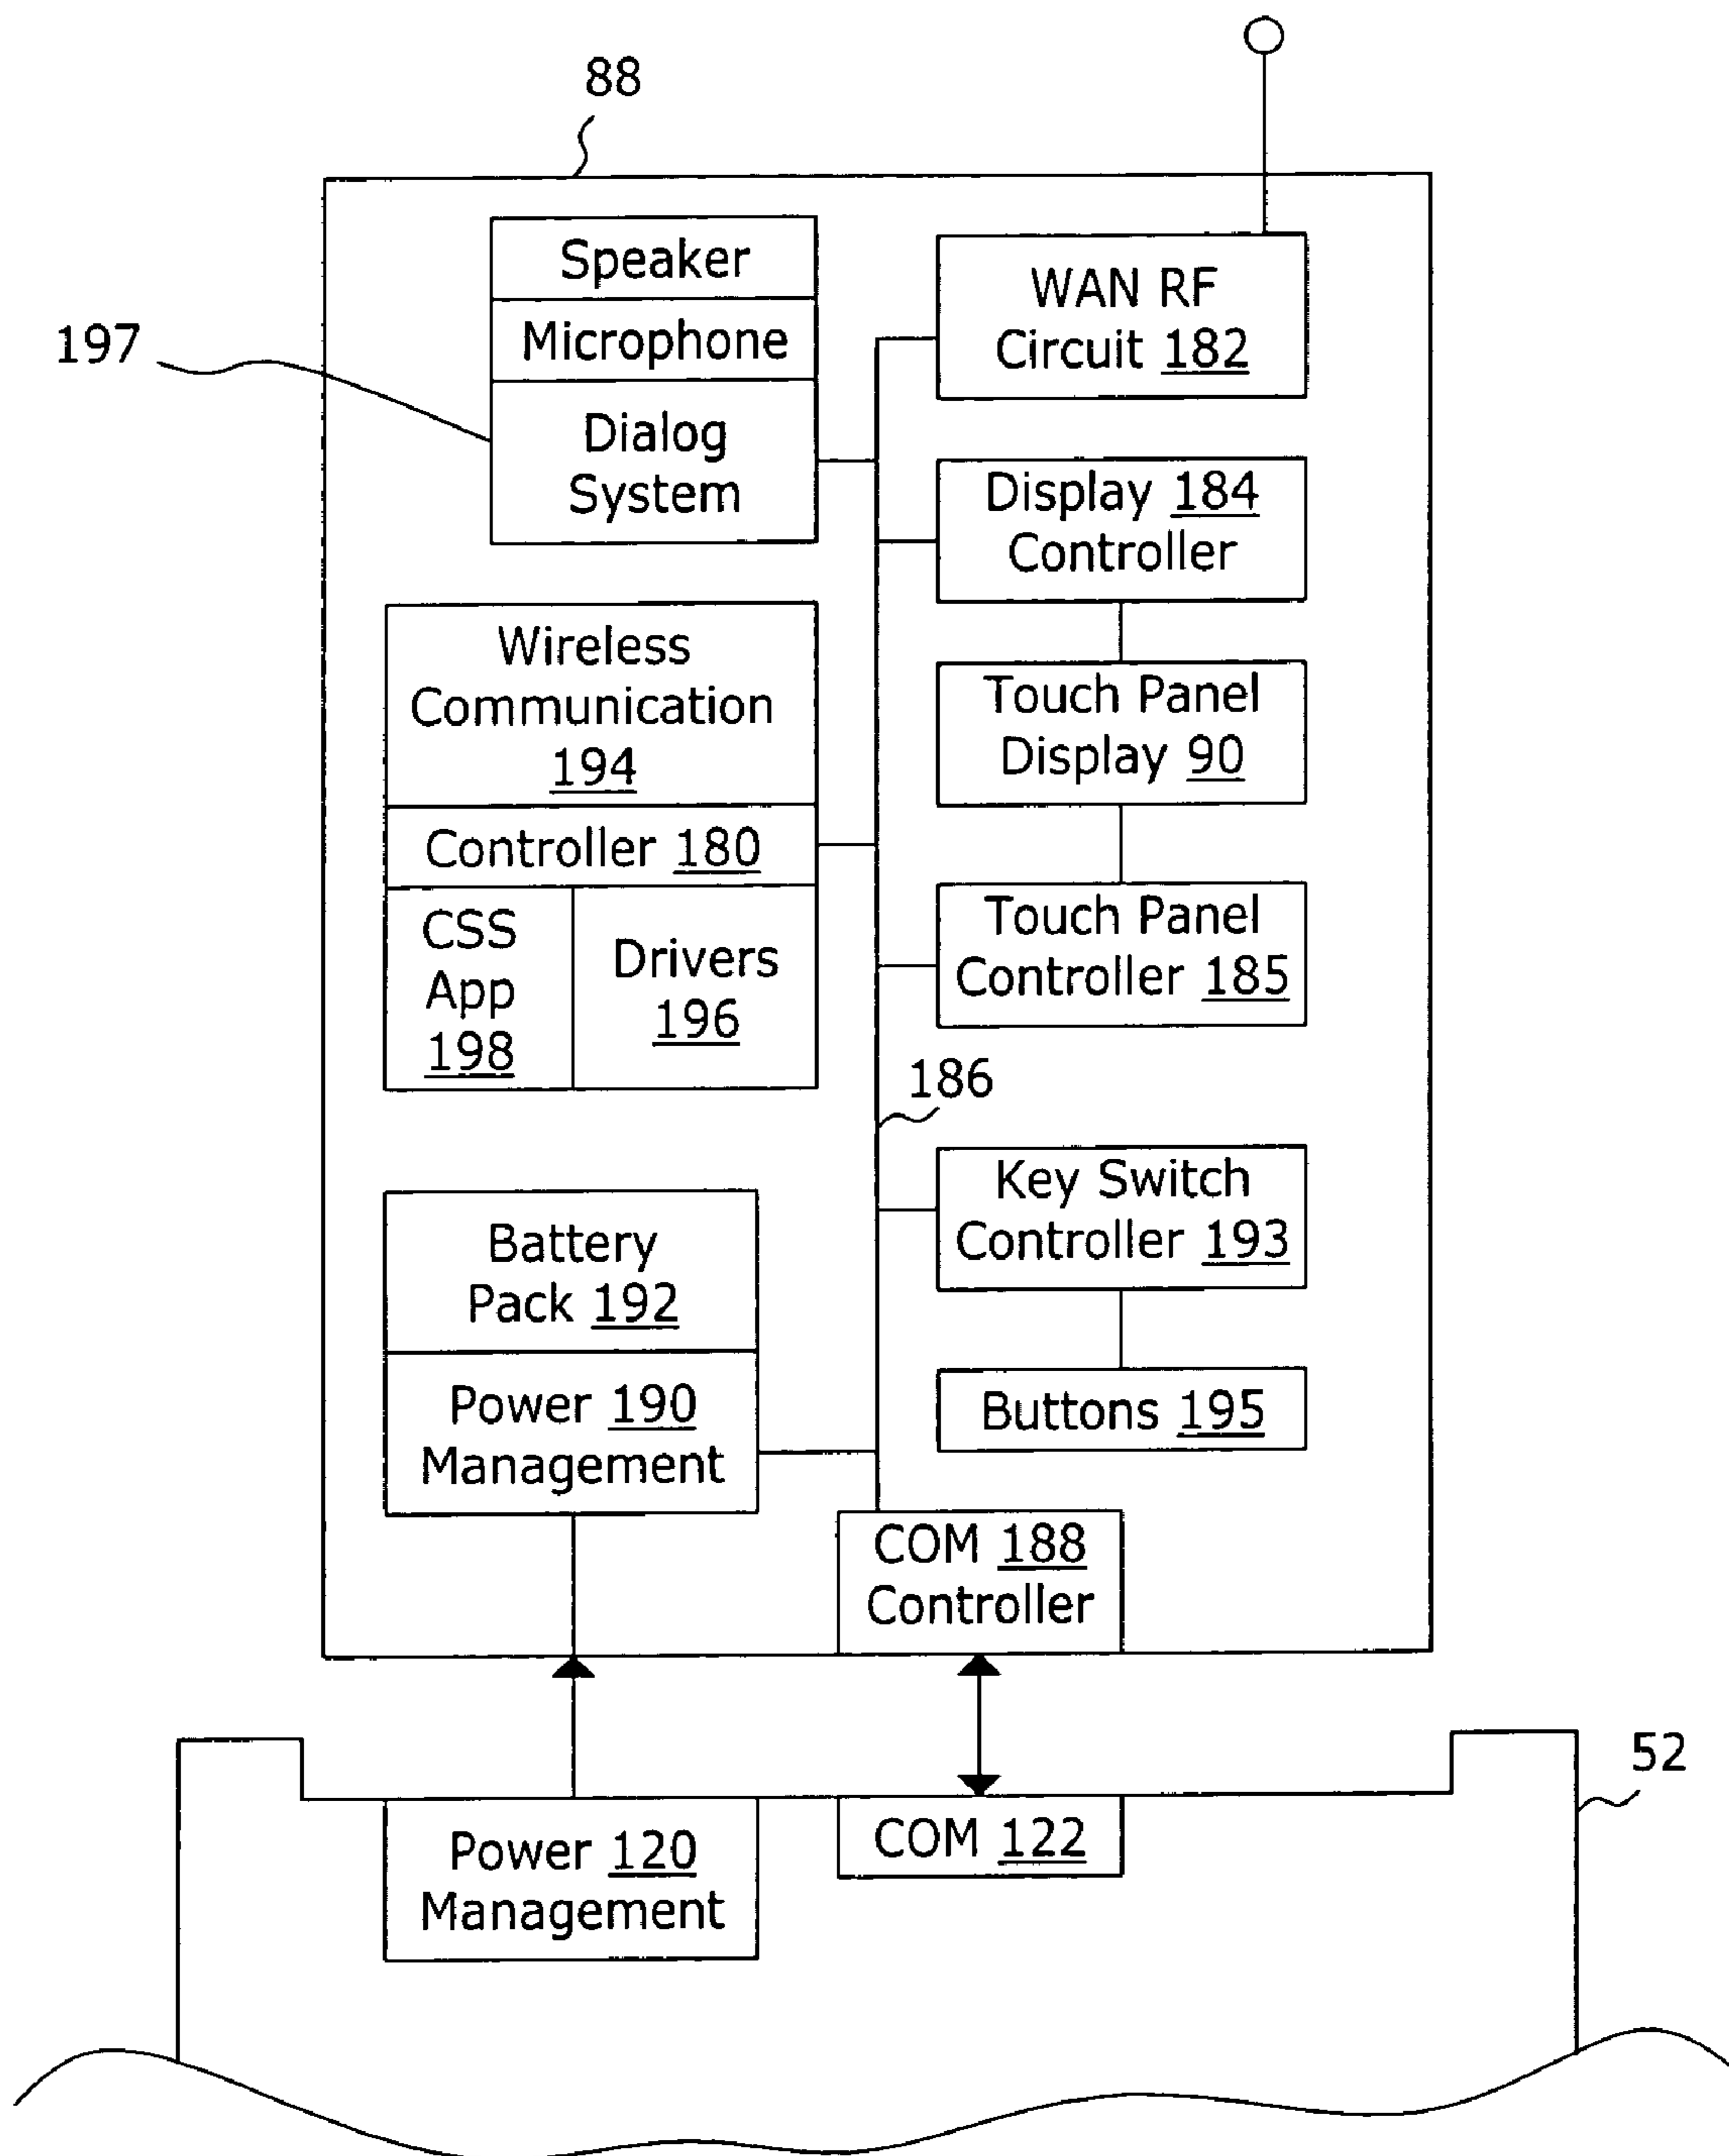 88
Speaker
Microphone
Dialog
System
197
WAN RF
Circuit 182
Display 184
Controller
Wireless
Communication
194
Controller 180
CSS
App
198
Drivers
196
Touch Panel
Display 90
Touch Panel
Controller 185
186
Key Switch
Controller 193
Buttons 195
Battery
Pack 192
Power 190
Management
COM 188
Controller
52
Power 120
Management
COM 122